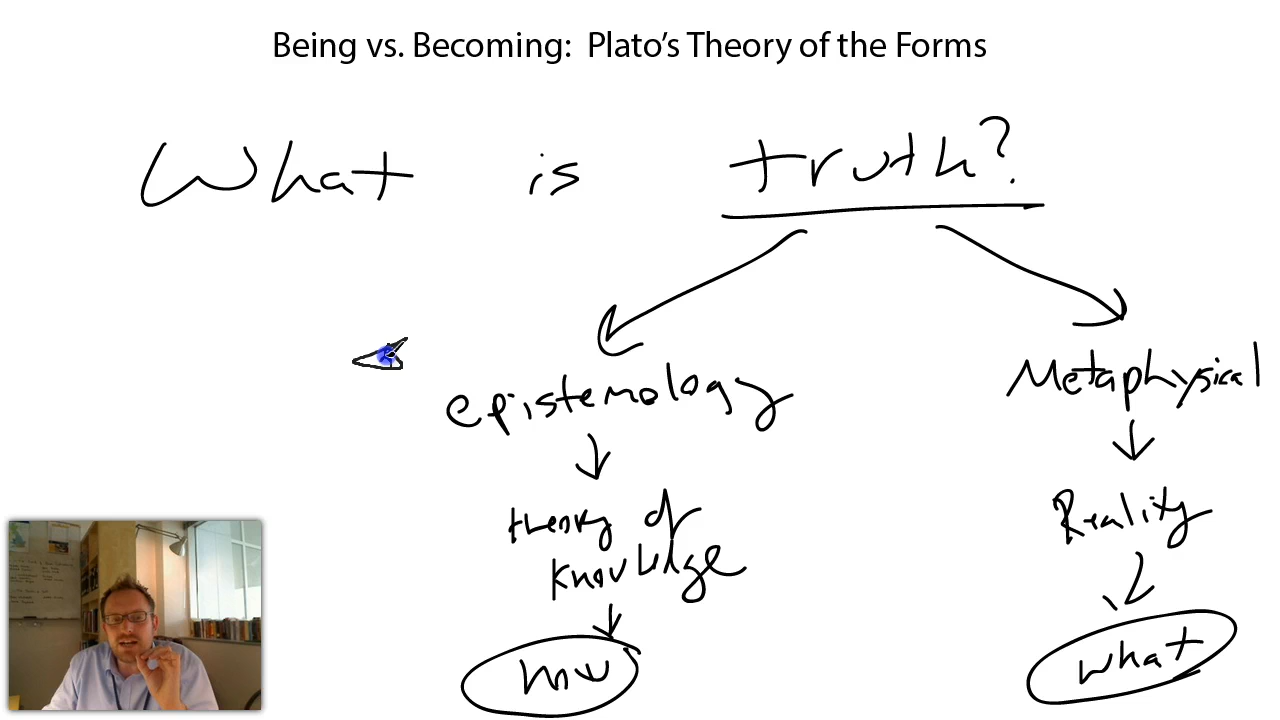 Being vs. Becoming: Plato's Theory of the Forms
What is truth?
epistemology
Metaphysical
theory of
knowledge
Reality
how
what